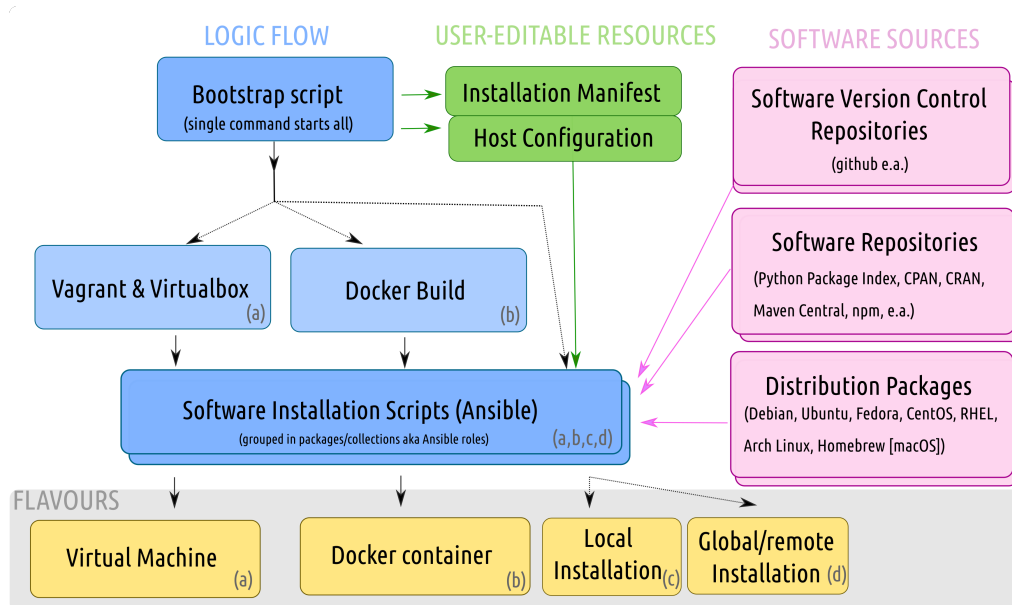 LOGIC FLOW
USER-EDITABLE RESOURCES
SOFTWARE SOURCES
Bootstrap script
(single command starts all)
Installation Manifest
Host Configuration
Software Version Control
Repositories
(github e.a.)
Software Repositories
(Python Package Index, CPAN, CRAN,
Maven Central, npm, e.a.)
Vagrant & Virtualbox
(a)
Docker Build
(b)
Distribution Packages
(Debian, Ubuntu, Fedora, CentOS, RHEL,
Arch Linux, Homebrew [macOS])
Software Installation Scripts (Ansible)
(grouped in packages/collections aka Ansible roles)
(a,b,c,d)
FLAVOURS
Virtual Machine
(a)
Docker container
(b)
Local
Installation
(c)
Global/remote
Installation
(d)